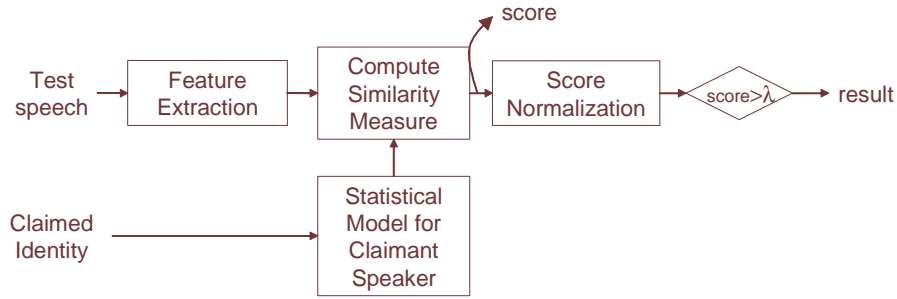 score
Test
speech
Feature
Extraction
Compute
Similarity
Measure
Score
Normalization
score>λ
result
Claimed
Identity
Statistical
Model for
Claimant
Speaker